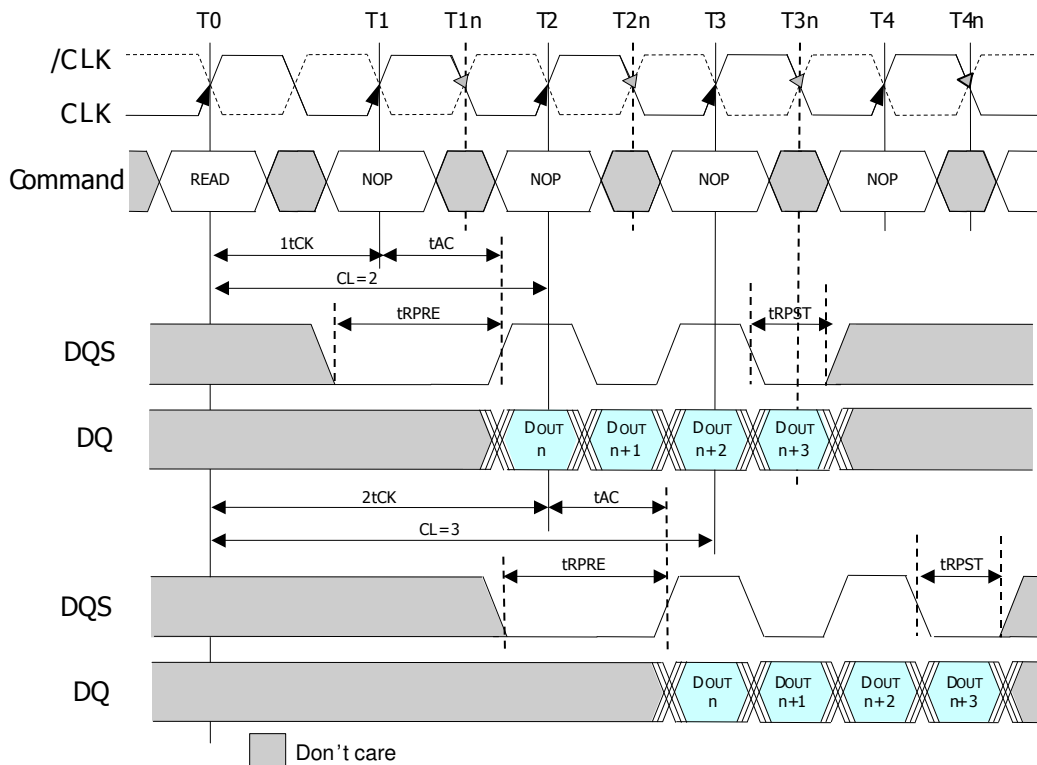 T0 T1 T1n T2 T2n T3 T3n T4 T4n
/CLK
CLK
Command READ NOP NOP NOP NOP
1tCK tAC
CL=2
tRPRE tRPST
DQS
DQ
DOUT n DOUT n+1 DOUT n+2 DOUT n+3
2tCK tAC
CL=3
tRPRE tRPST
DQS
DQ
DOUT n DOUT n+1 DOUT n+2 DOUT n+3
Don't care